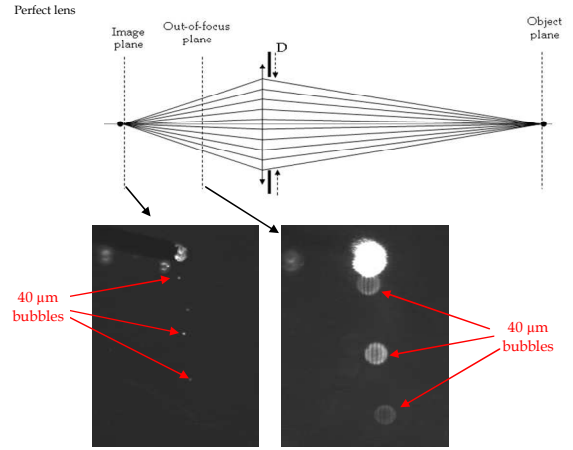 Perfect lens
Image
plane
Out-of-focus
plane
D
Object
plane
40 µm
bubbles
40 µm
bubbles